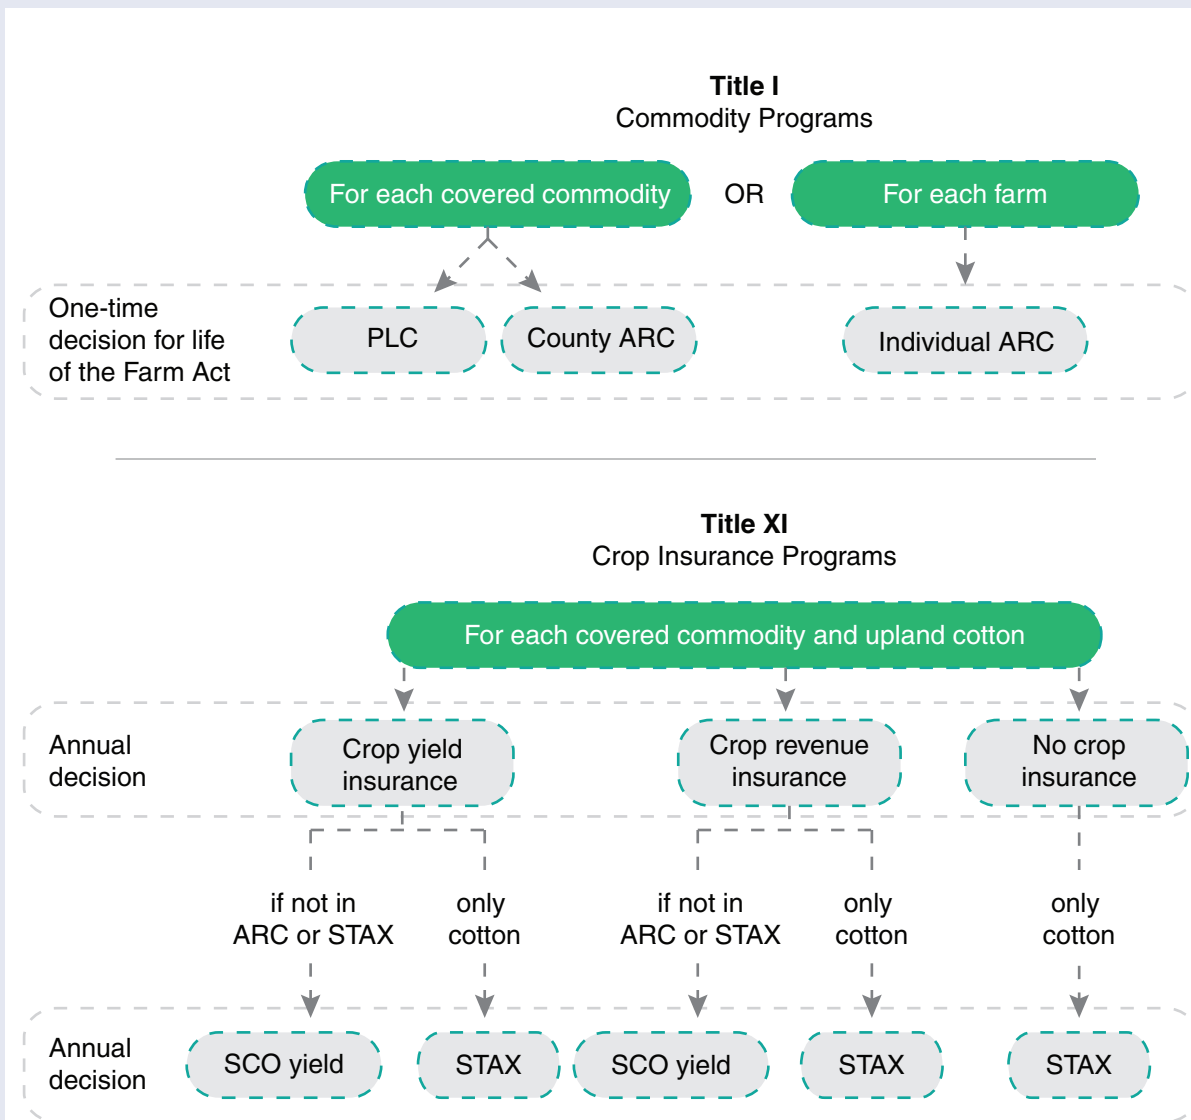 Title I
Commodity Programs
For each covered commodity
OR
For each farm
One-time
decision for life
of the Farm Act
PLC
County ARC
Individual ARC
Title XI
Crop Insurance Programs
For each covered commodity and upland cotton
Annual
decision
Crop yield
insurance
Crop revenue
insurance
No crop
insurance
if not in
ARC or STAX
only
cotton
if not in
ARC or STAX
only
cotton
only
cotton
Annual
decision
SCO yield
STAX
SCO yield
STAX
STAX